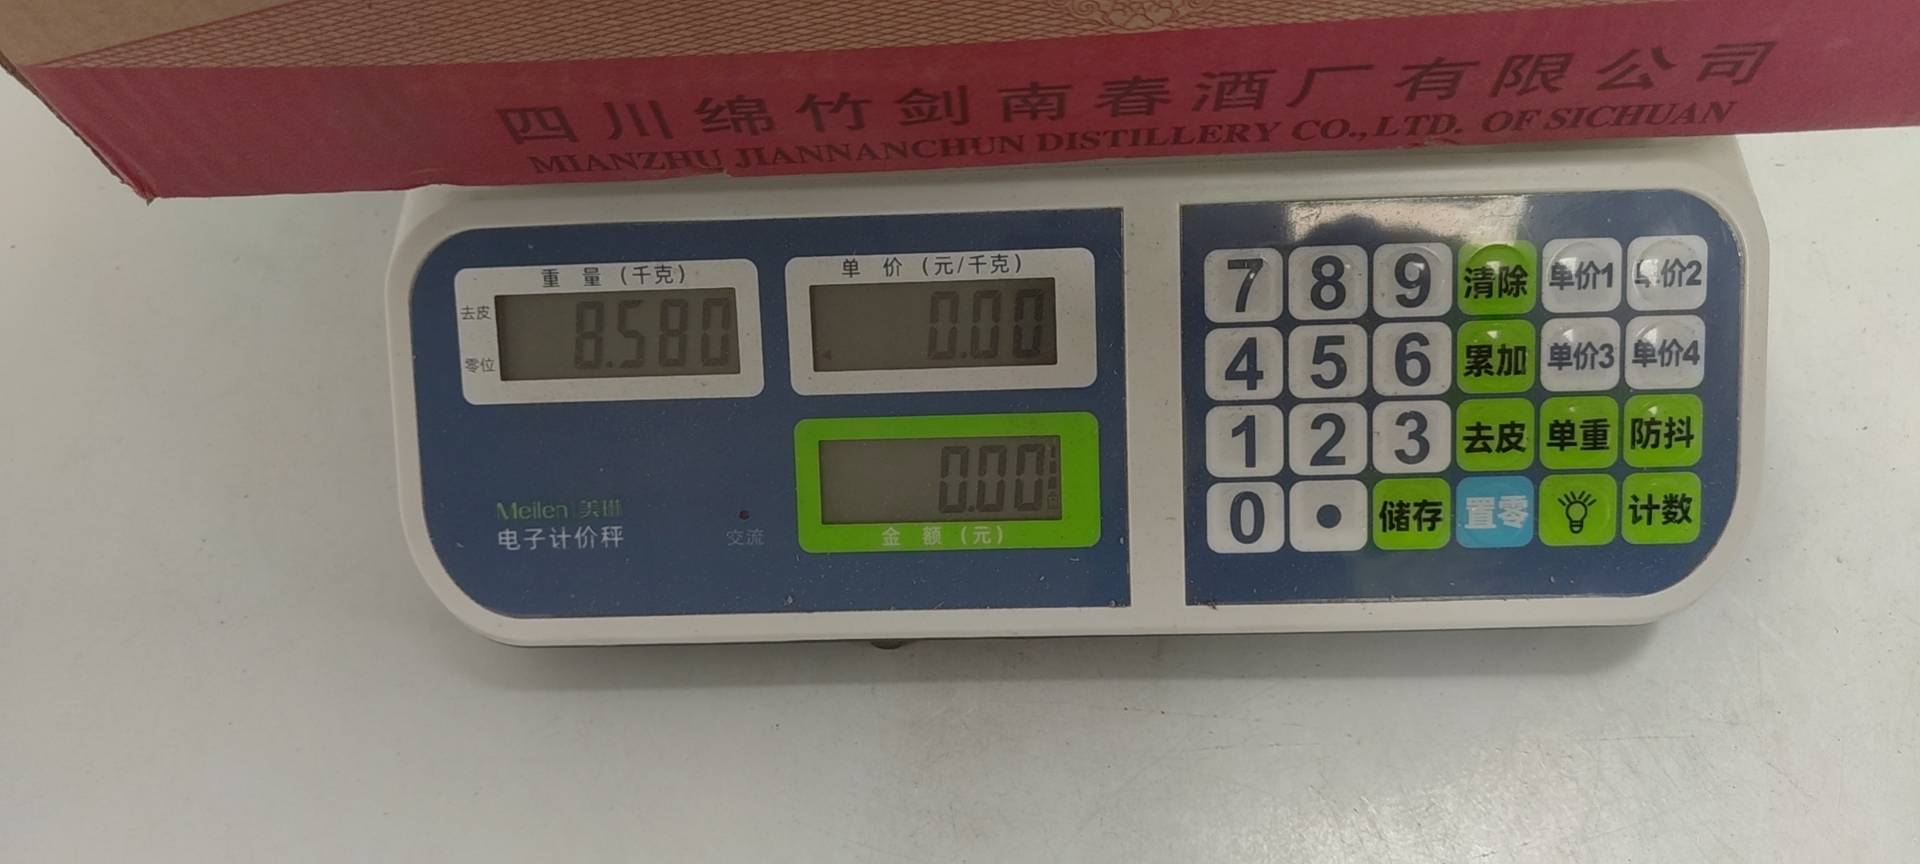 四川绵竹剑南春酒厂有限公司
MIANZHU JIANNANCHUN DISTILLERY CO.,LTD. OF SICHUAN
重 量 (千克)
去皮
零位
8.580
单 价 (元/千克)
0.00
0.00
金 额 (元)
Meilen 美琳
电子计价秤
交流
7 8 9 清除 单价1 单价2
4 5 6 累加 单价3 单价4
1 2 3 去皮 单重 防抖
0 • 储存 置零 计数